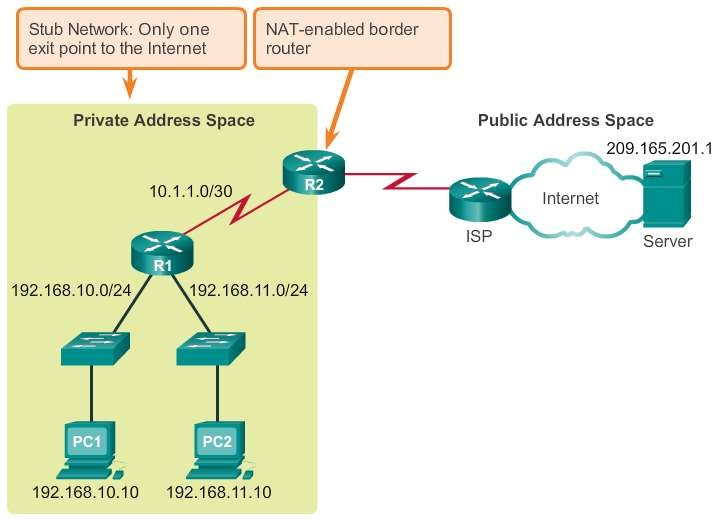 Stub Network: Only one
exit point to the Internet
NAT-enabled border
router
Private Address Space
Public Address Space
209.165.201.1
10.1.1.0/30
R2
Internet
ISP
Server
R1
192.168.10.0/24
192.168.11.0/24
PC1
PC2
192.168.10.10
192.168.11.10